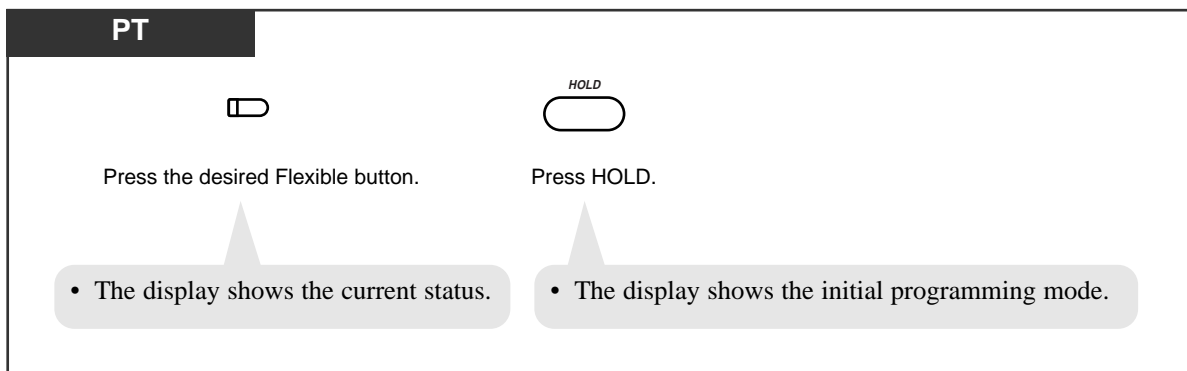 PT
HOLD
Press the desired Flexible button.
Press HOLD.
• The display shows the current status.
• The display shows the initial programming mode.